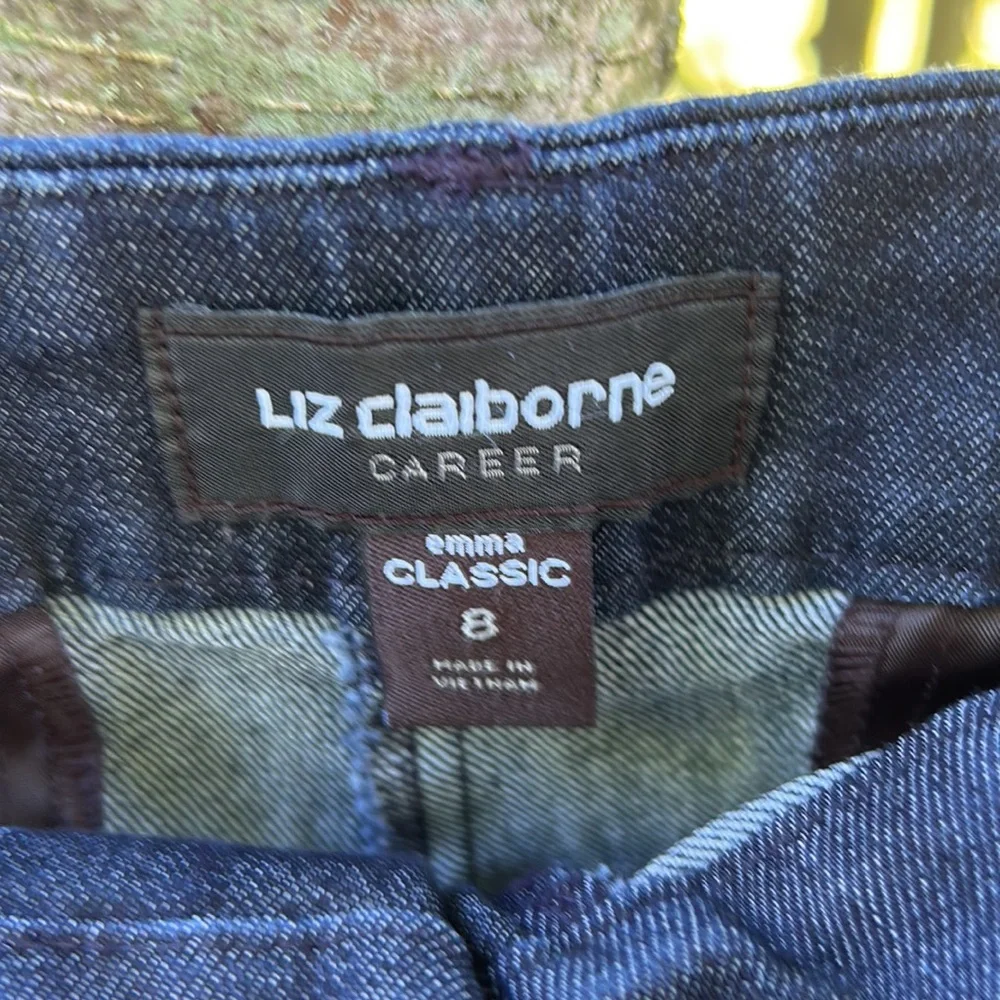 LIZ claiborne
CAREER
emma
CLASSIC
8
MADE IN
VIETNAM